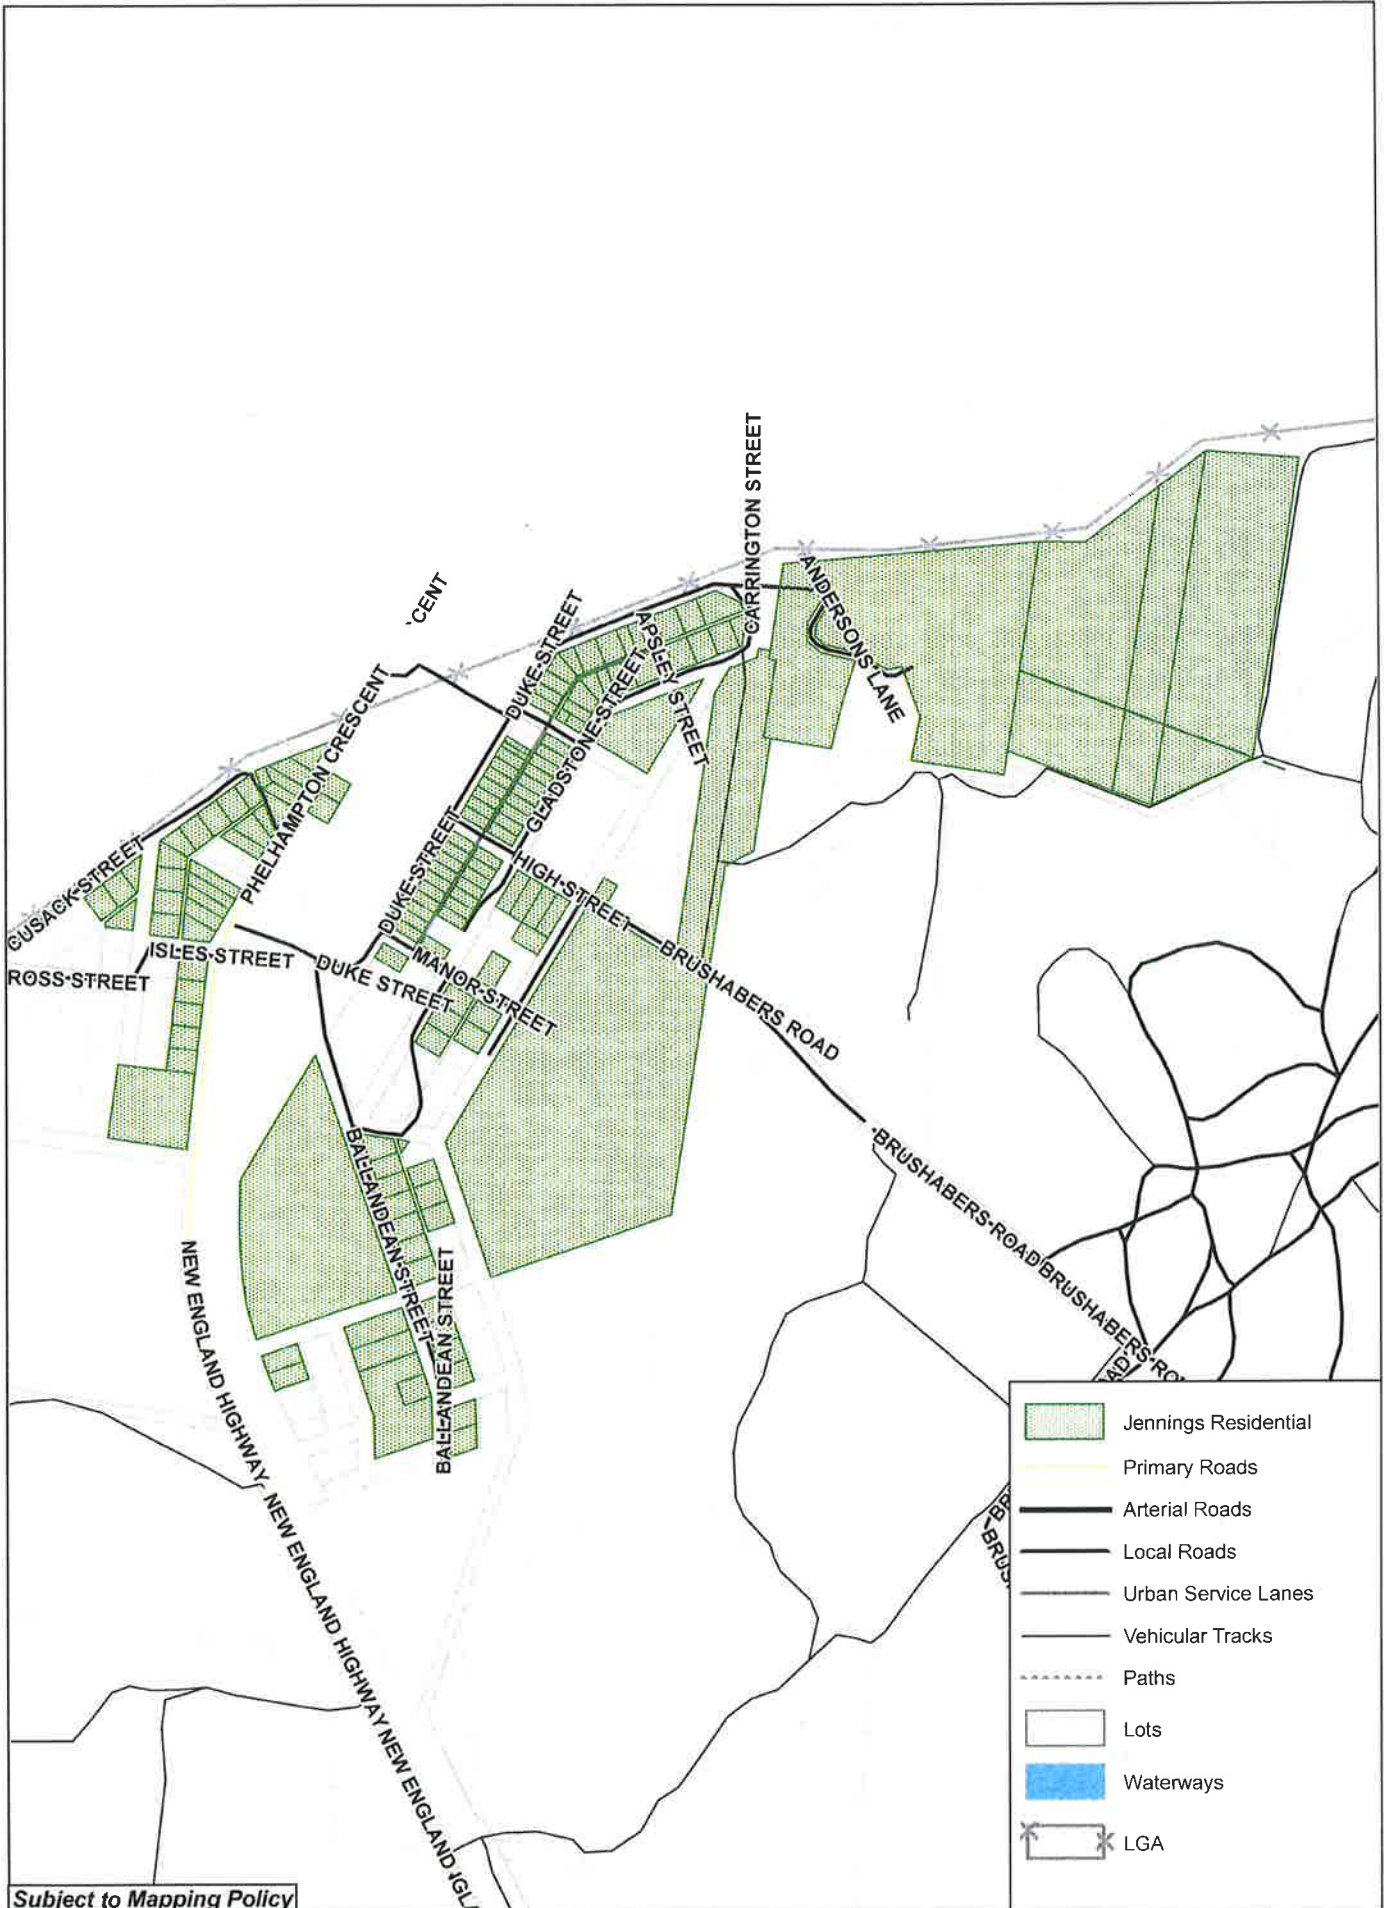 CARRINGTON STREET
ANDERSONS LANE
DUKE STREET
APSLEY STREET
PHELHAMPTON CRESCENT
GLADSTONE STREET
DUKE STREET
CUSACK STREET
HIGH STREET
ISLES STREET
DUKE STREET
MANOR STREET
ROSS STREET
BRUSHABERS ROAD
BRUSHABERS ROAD
BRUSHABERS
BALLANDEAN STREET
BALLANDEAN STREET
NEW ENGLAND HIGHWAY
NEW ENGLAND HIGHWAY
NEW ENGLAND
Jennings Residential
Primary Roads
Arterial Roads
Local Roads
Urban Service Lanes
Vehicular Tracks
Paths
Lots
Waterways
LGA
Subject to Mapping Policy